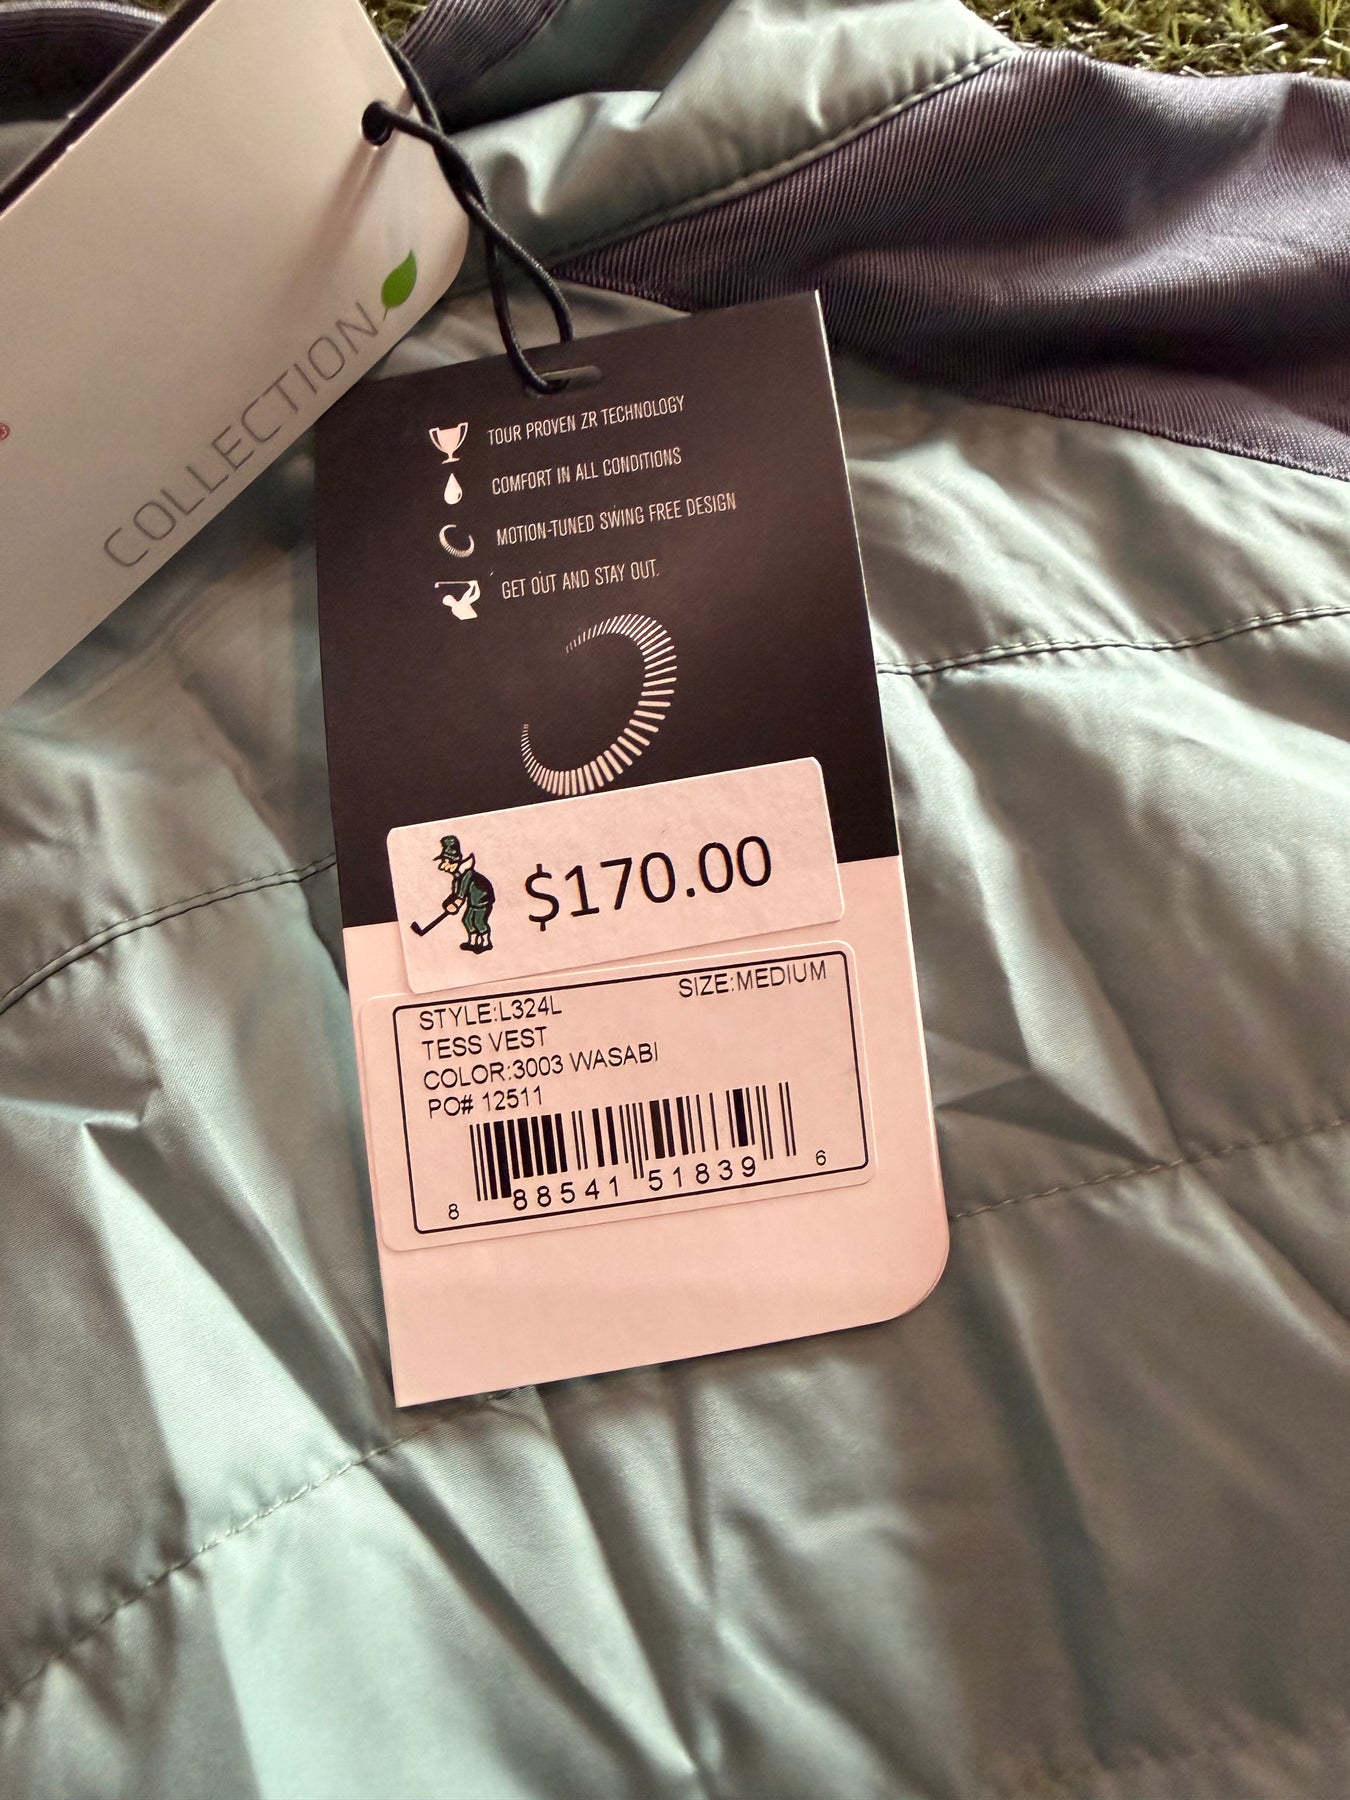 COLLECTION
TOUR PROVEN ZR TECHNOLOGY
COMFORT IN ALL CONDITIONS
MOTION-TUNED SWING FREE DESIGN
GET OUT AND STAY OUT.
$170.00
STYLE:L324L SIZE:MEDIUM
TESS VEST
COLOR:3003 WASABI
PO# 12511
8 88541 51839 6